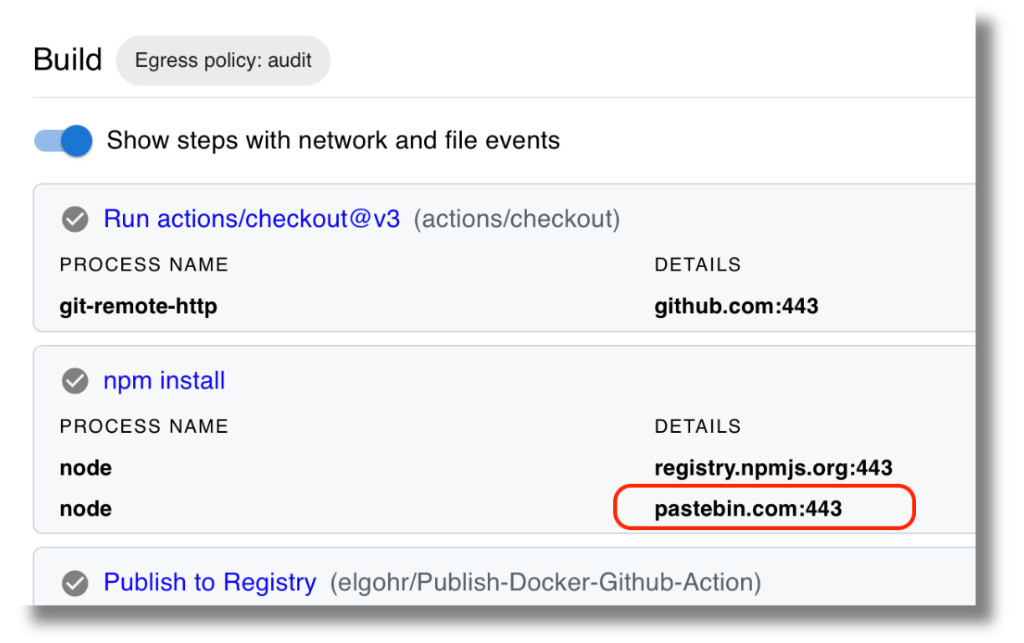 Build Egress policy: audit
Show steps with network and file events
Run actions/checkout@v3 (actions/checkout)
PROCESS NAME DETAILS
git-remote-http github.com:443
npm install
PROCESS NAME DETAILS
node registry.npmjs.org:443
node pastebin.com:443
Publish to Registry (elgohr/Publish-Docker-Github-Action)